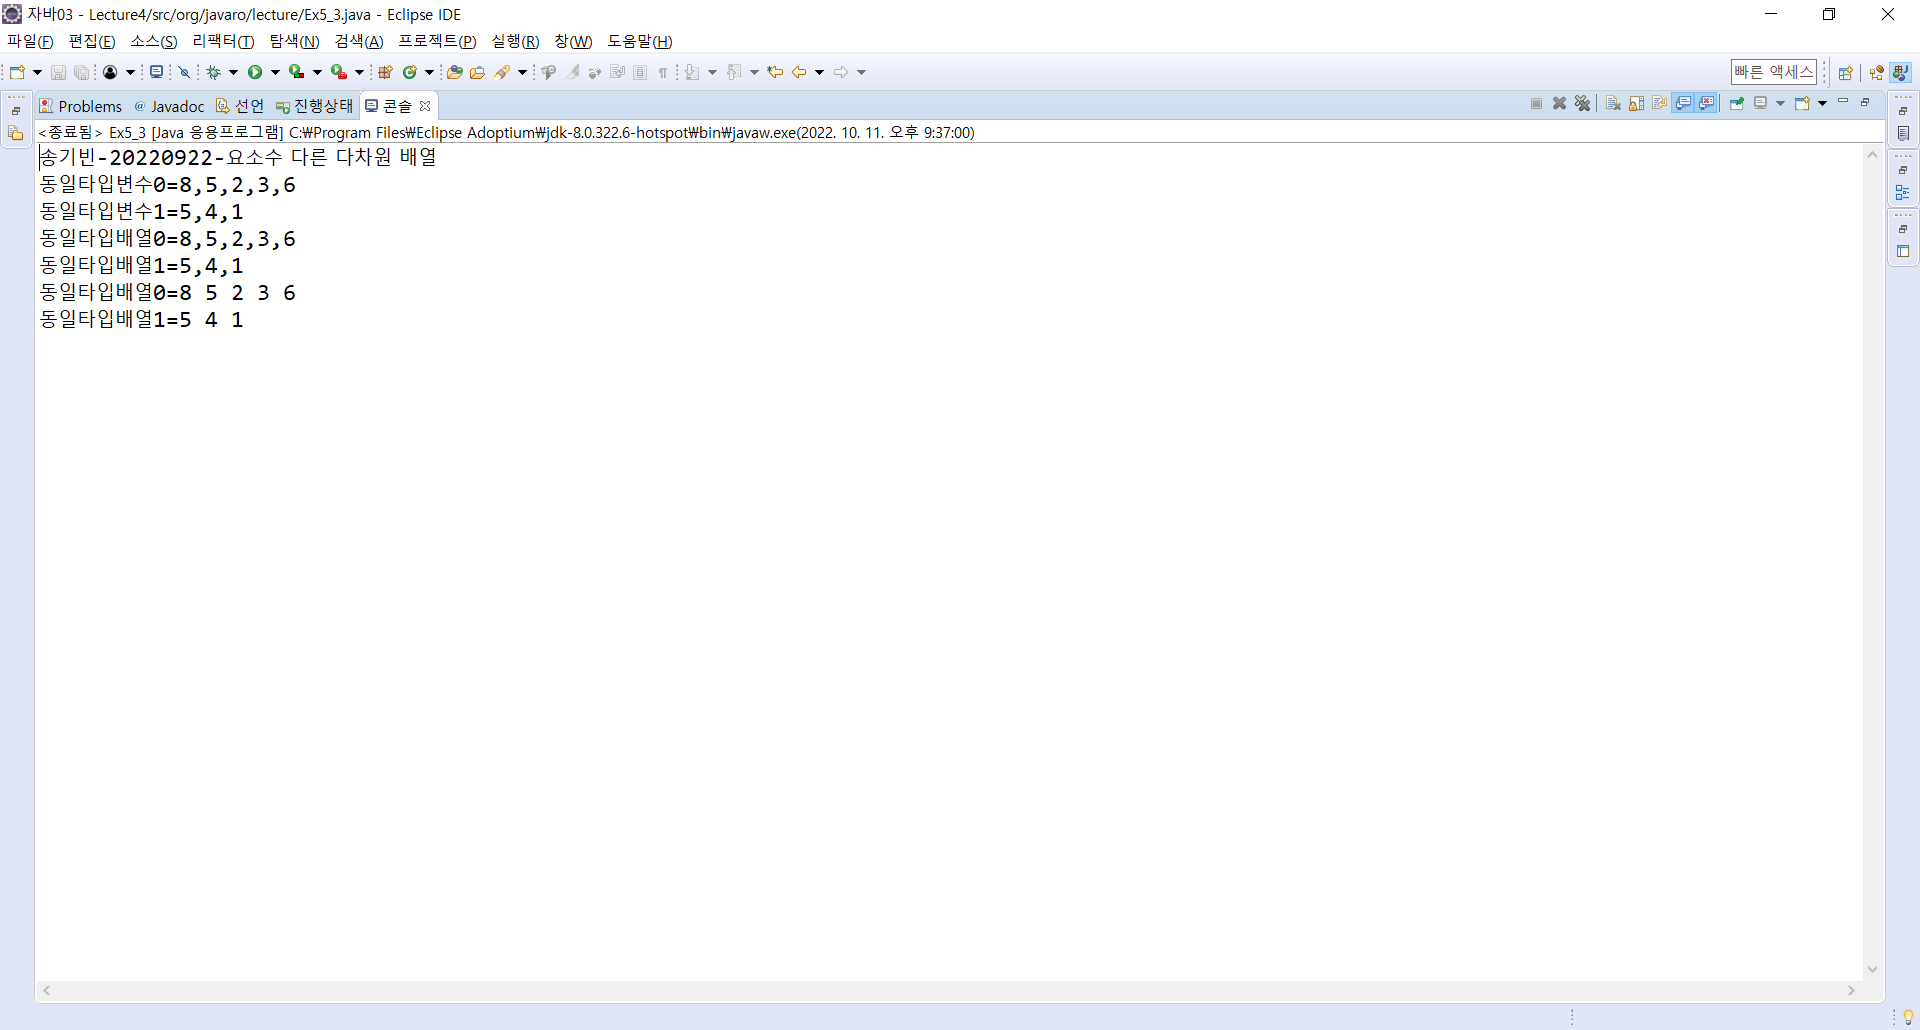 자바03 - Lecture4/src/org/javaro/lecture/Ex5_3.java - Eclipse IDE
파일(F) 편집(E) 소스(S) 리팩터(T) 탐색(N) 검색(A) 프로젝트(P) 실행(R) 창(W) 도움말(H)
빠른 액세스
Problems @ Javadoc 선언 진행상태 콘솔
<종료됨> Ex5_3 [Java 응용프로그램] C:₩Program Files₩Eclipse Adoptium₩jdk-8.0.322.6-hotspot₩bin₩javaw.exe(2022. 10. 11. 오후 9:37:00)
송기빈-20220922-요소수 다른 다차원 배열
동일타입변수0=8,5,2,3,6
동일타입변수1=5,4,1
동일타입배열0=8,5,2,3,6
동일타입배열1=5,4,1
동일타입배열0=8 5 2 3 6
동일타입배열1=5 4 1